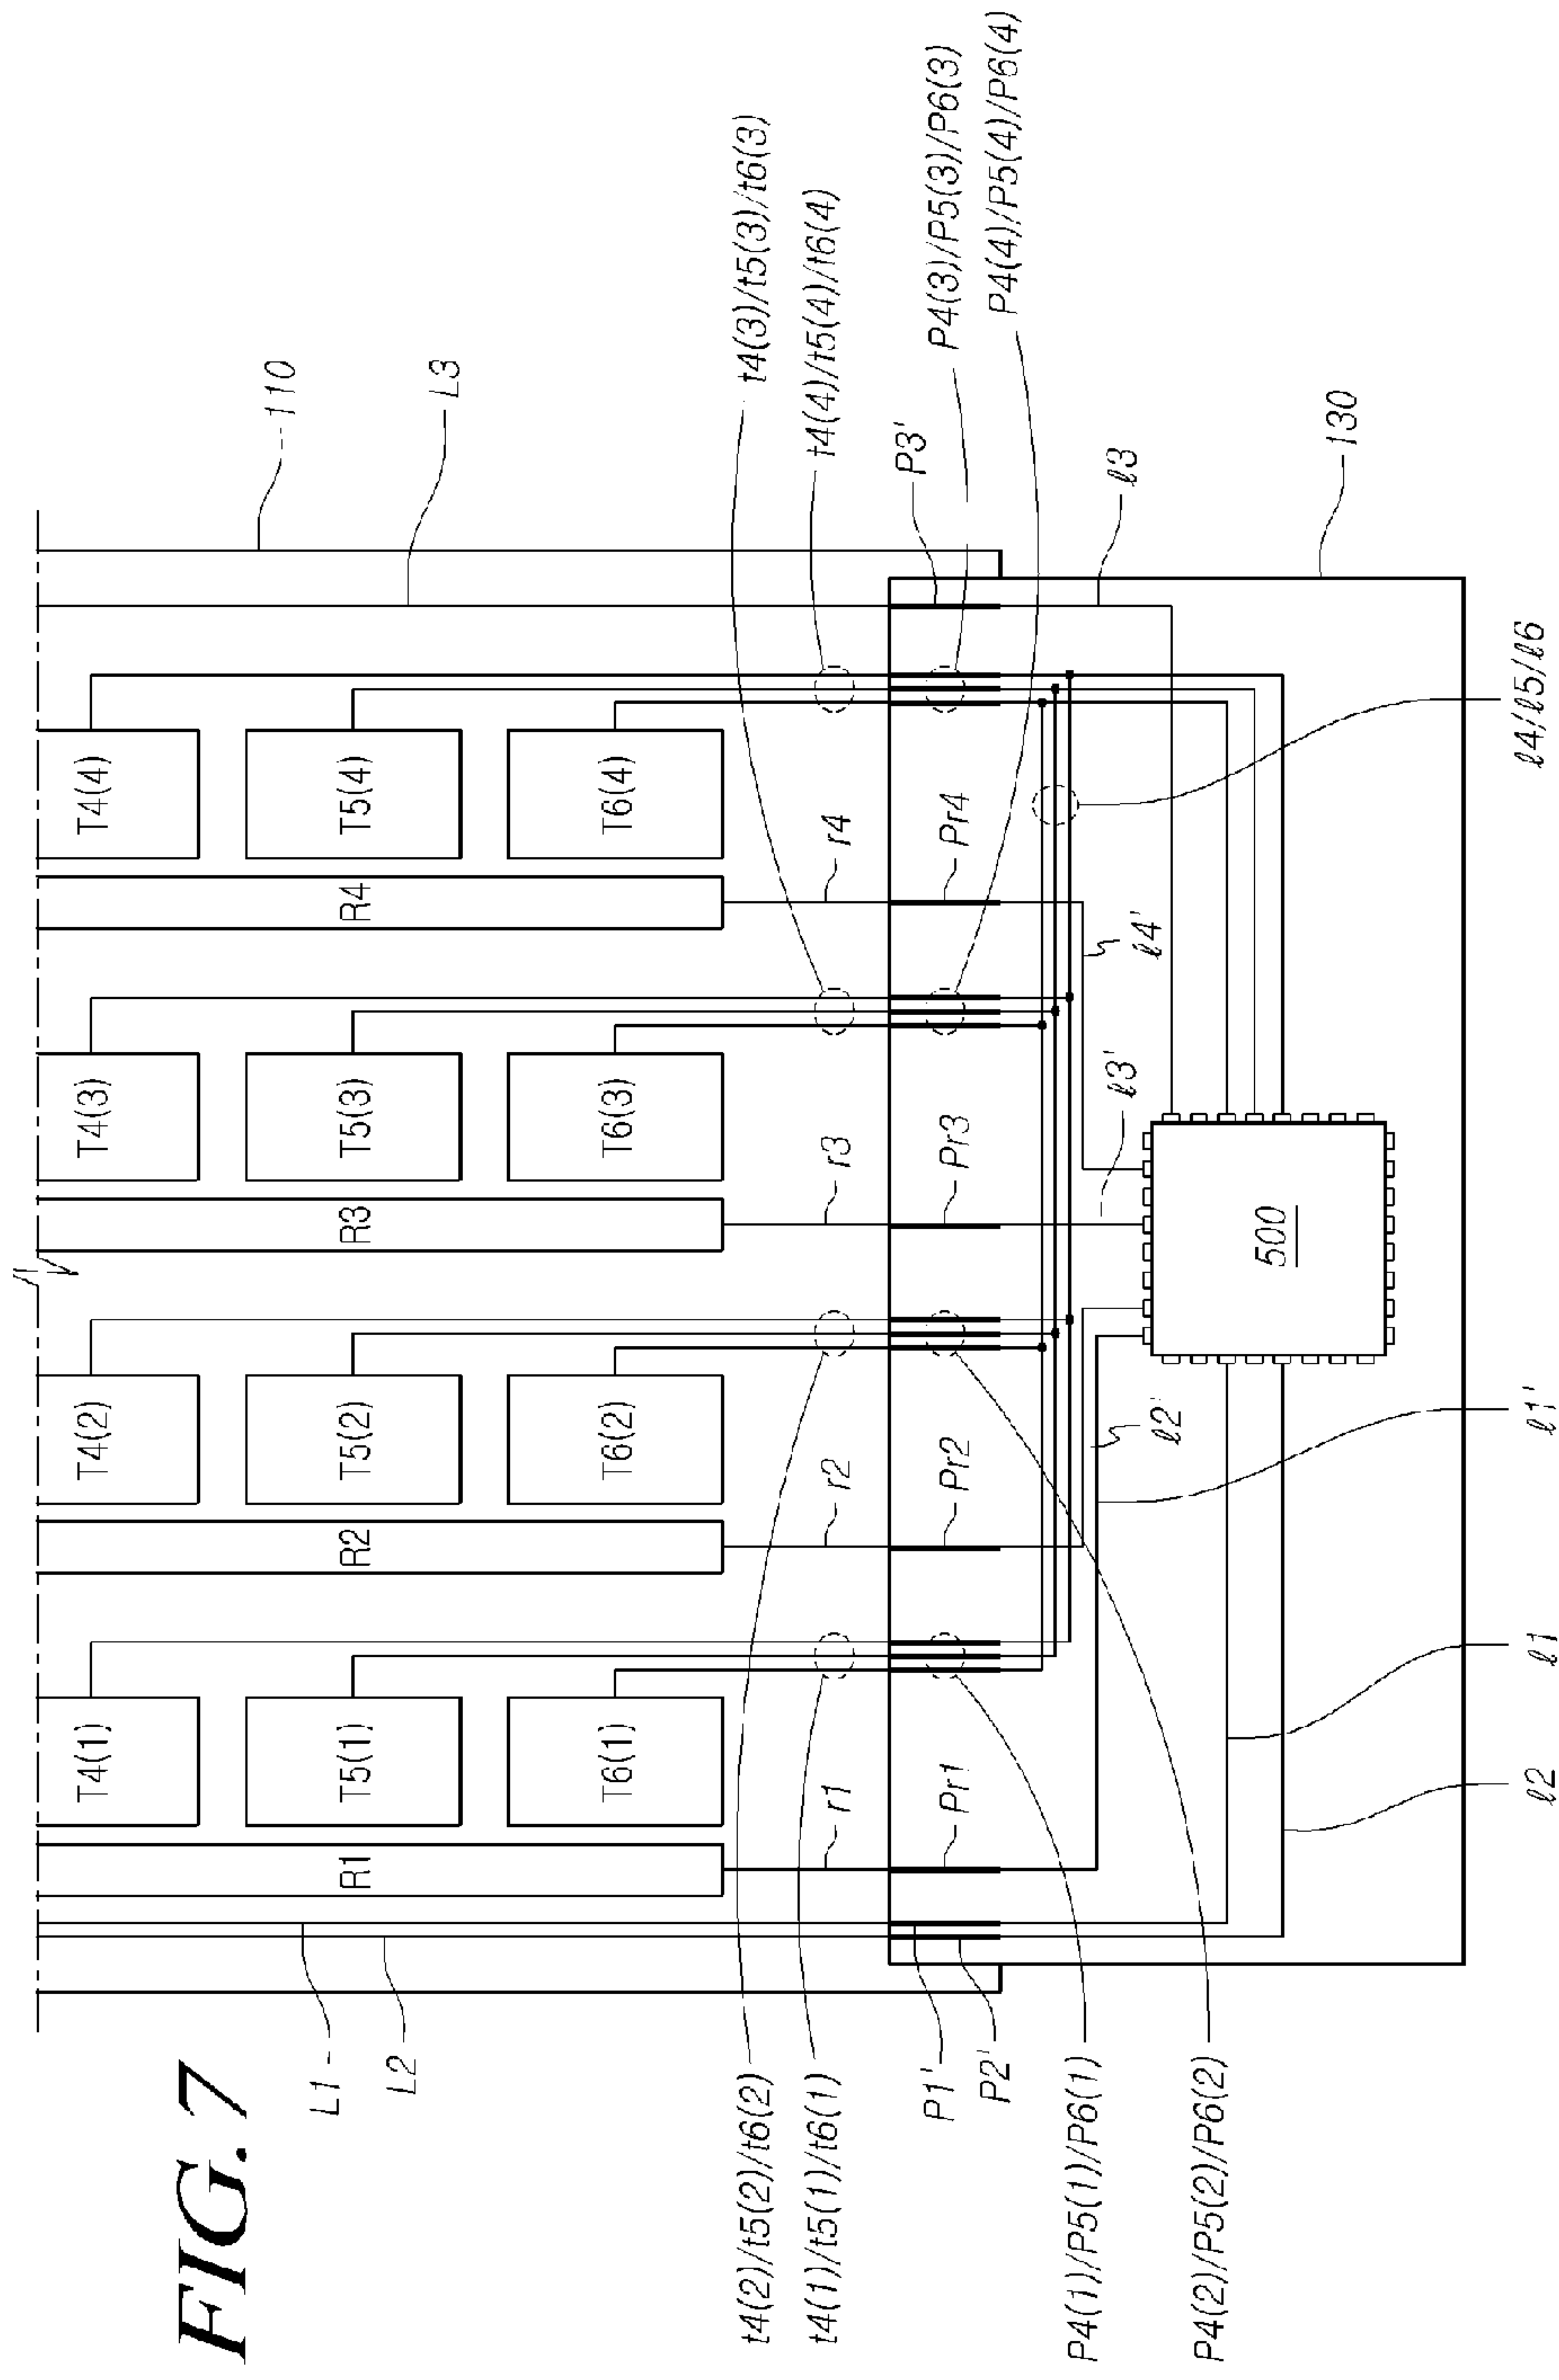 FIG.7
L1
L2
110
L3
T4(1)
T4(2)
T4(3)
T4(4)
R1
T5(1)
R2
T5(2)
R3
T5(3)
R4
T5(4)
T6(1)
T6(2)
T6(3)
T6(4)
t4(2)/t5(2)/t6(2)
t4(3)/t5(3)/t6(3)
t4(1)/t5(1)/t6(1)
r1
r2
r3
r4
t4(4)/t5(4)/t6(4)
P1'
P3'
P2'
Pr1
Pr2
Pr3
Pr4
P4(3)/P5(3)/P6(3)
P4(4)/P5(4)/P6(4)
P4(1)/P5(1)/P6(1)
ℓ3'
ℓ3
P4(2)/P5(2)/P6(2)
ℓ2'
ℓ4'
500
130
ℓ2
ℓ1
ℓ1'
ℓ4/ℓ5/ℓ6